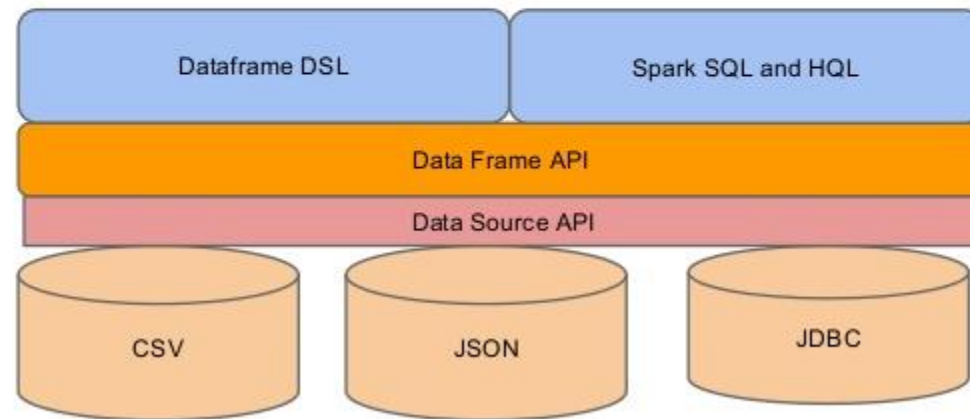 Dataframe DSL
Spark SQL and HQL
Data Frame API
Data Source API
CSV
JSON
JDBC